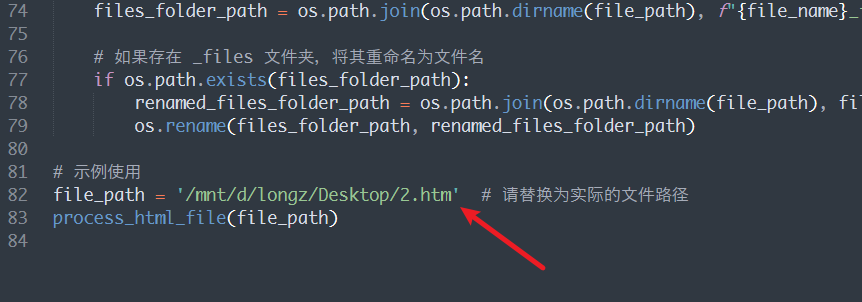 74 files_folder_path = os.path.join(os.path.dirname(file_path), f"{file_name}_
75
76 # 如果存在 _files 文件夹，将其重命名为文件名
77 if os.path.exists(files_folder_path):
78 renamed_files_folder_path = os.path.join(os.path.dirname(file_path), fil
79 os.rename(files_folder_path, renamed_files_folder_path)
80
81 # 示例使用
82 file_path = '/mnt/d/longz/Desktop/2.htm' # 请替换为实际的文件路径
83 process_html_file(file_path)
84